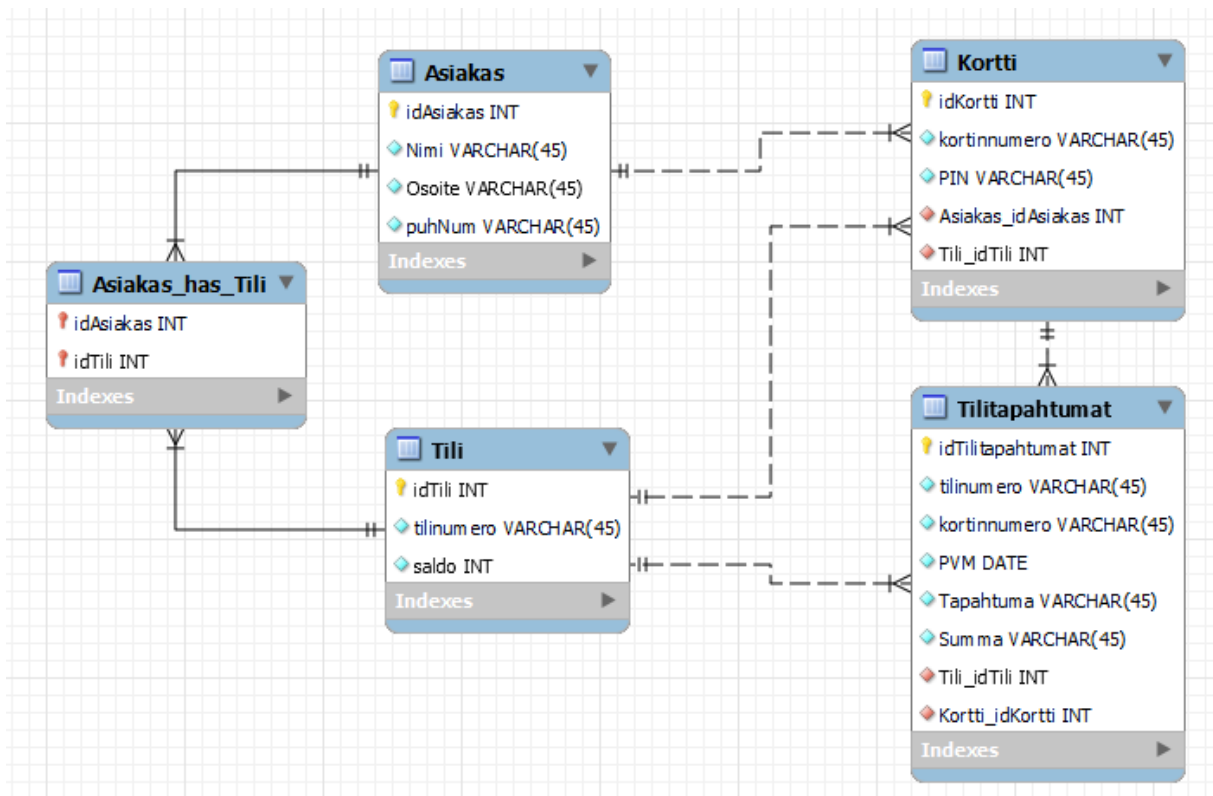 Asiakas
idAsiakas INT
Nimi VARCHAR(45)
Osoite VARCHAR(45)
puhNum VARCHAR(45)
Indexes
Kortti
idKortti INT
kortinnumero VARCHAR(45)
PIN VARCHAR(45)
Asiakas_idAsiakas INT
Tili_idTili INT
Indexes
Asiakas_has_Tili
idAsiakas INT
idTili INT
Indexes
Tili
idTili INT
tilinumero VARCHAR(45)
saldo INT
Indexes
Tilitapahtumat
idTilitapahtumat INT
tilinumero VARCHAR(45)
kortinnumero VARCHAR(45)
PVM DATE
Tapahtuma VARCHAR(45)
Summa VARCHAR(45)
Tili_idTili INT
Kortti_idKortti INT
Indexes